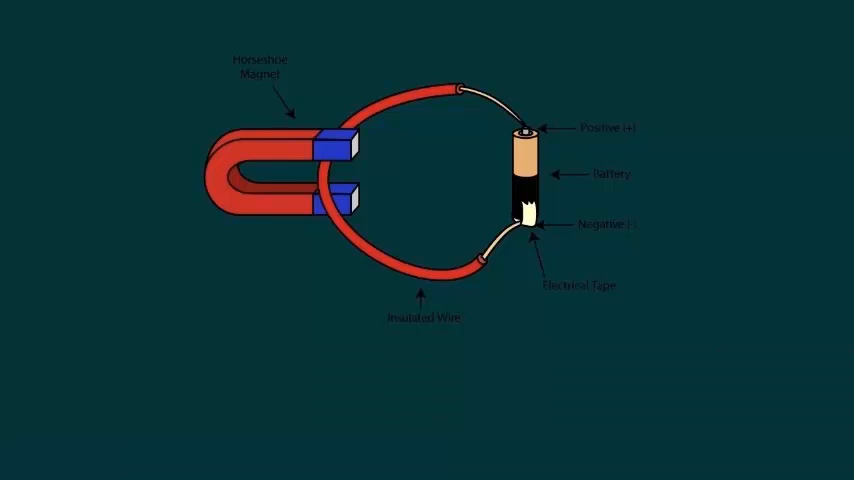 Horseshoe
Magnet
Positive (+)
Battery
Negative (-)
Electrical Tape
Insulated Wire